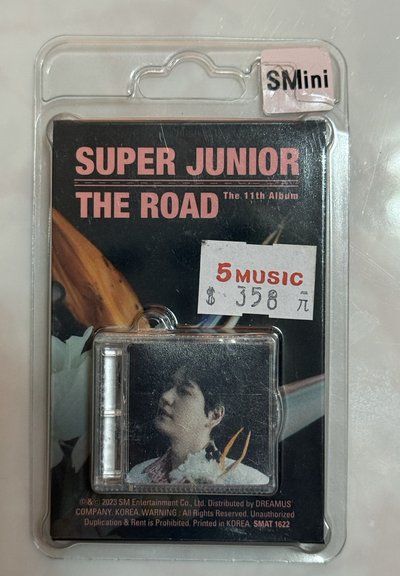 SMini
SUPER JUNIOR
THE ROAD The 11th Album
5 MUSIC
$ 358 元
℗ & © 2023 SM Entertainment Co., Ltd. Distributed by DREAMUS
COMPANY. KOREA.WARNING : All Rights Reserved. Unauthorized
Duplication & Rent is Prohibited. Printed in KOREA. SMAT 1622